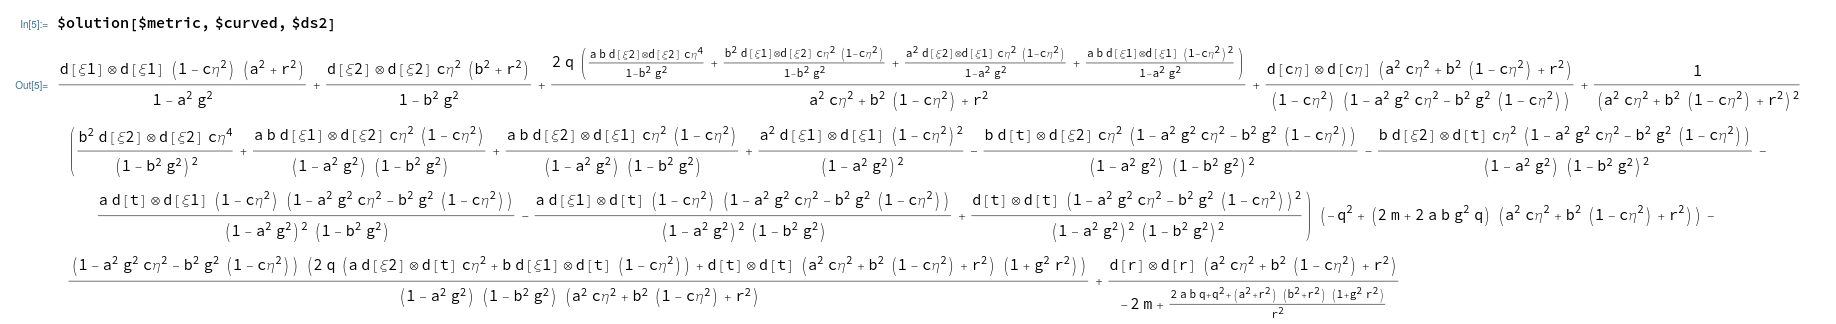 In[5]:= $olution[$metric, $curved, $ds2]
Out[5]= (d[ξ1]⊗d[ξ1] (1-cη²) (a²+r²))/(1-a² g²) + (d[ξ2]⊗d[ξ2] cη² (b²+r²))/(1-b² g²) + (2 q ((a b d[ξ2]⊗d[ξ2] cη⁴)/(1-b² g²) + (b² d[ξ1]⊗d[ξ2] cη² (1-cη²))/(1-b² g²) + (a² d[ξ2]⊗d[ξ1] cη² (1-cη²))/(1-a² g²) + (a b d[ξ1]⊗d[ξ1] (1-cη²)²)/(1-a² g²)))/(a² cη²+b² (1-cη²)+r²) + (d[cη]⊗d[cη] (a² cη²+b² (1-cη²)+r²))/((1-cη²) (1-a² g² cη²-b² g² (1-cη²))) + 1/(a² cη²+b² (1-cη²)+r²)²
((b² d[ξ2]⊗d[ξ2] cη⁴)/(1-b² g²)² + (a b d[ξ1]⊗d[ξ2] cη² (1-cη²))/((1-a² g²) (1-b² g²)) + (a b d[ξ2]⊗d[ξ1] cη² (1-cη²))/((1-a² g²) (1-b² g²)) + (a² d[ξ1]⊗d[ξ1] (1-cη²)²)/(1-a² g²)² - (b d[t]⊗d[ξ2] cη² (1-a² g² cη²-b² g² (1-cη²)))/((1-a² g²) (1-b² g²)²) - (b d[ξ2]⊗d[t] cη² (1-a² g² cη²-b² g² (1-cη²)))/((1-a² g²) (1-b² g²)²) -
(a d[t]⊗d[ξ1] (1-cη²) (1-a² g² cη²-b² g² (1-cη²)))/((1-a² g²)² (1-b² g²)) - (a d[ξ1]⊗d[t] (1-cη²) (1-a² g² cη²-b² g² (1-cη²)))/((1-a² g²)² (1-b² g²)) + (d[t]⊗d[t] (1-a² g² cη²-b² g² (1-cη²))²)/((1-a² g²)² (1-b² g²)²)) (-q²+(2 m+2 a b g² q) (a² cη²+b² (1-cη²)+r²)) -
((1-a² g² cη²-b² g² (1-cη²)) (2 q (a d[ξ2]⊗d[t] cη²+b d[ξ1]⊗d[t] (1-cη²))+d[t]⊗d[t] (a² cη²+b² (1-cη²)+r²) (1+g² r²)))/((1-a² g²) (1-b² g²) (a² cη²+b² (1-cη²)+r²)) + (d[r]⊗d[r] (a² cη²+b² (1-cη²)+r²))/(-2 m+(2 a b q+q²+(a²+r²) (b²+r²) (1+g² r²))/r²)